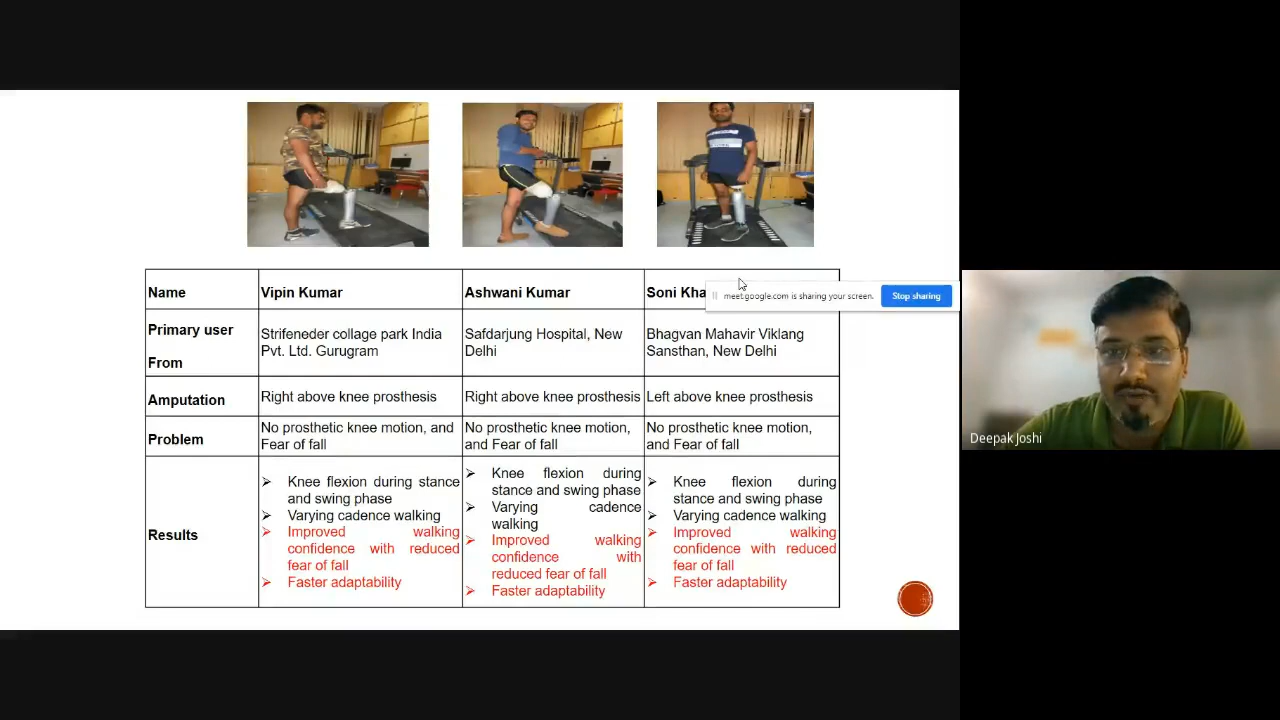 Name
Vipin Kumar
Ashwani Kumar
Soni
meet.google.com is sharing your screen.
Stop sharing
Primary user
From
Strifeneder collage park India
Pvt. Ltd. Gurugram
Safdarjung Hospital, New
Delhi
Bhagvan Mahavir Viklang
Sansthan, New Delhi
Amputation
Right above knee prosthesis
Right above knee prosthesis
Left above knee prosthesis
Problem
No prosthetic knee motion, and
Fear of fall
No prosthetic knee motion,
and Fear of fall
No prosthetic knee motion,
and Fear of fall
Results
➢ Knee flexion during stance
and swing phase
➢ Varying cadence walking
➢ Improved walking
confidence with reduced
fear of fall
➢ Faster adaptability
➢ Knee flexion during
stance and swing phase
➢ Varying cadence
walking
➢ Improved walking
confidence with
reduced fear of fall
➢ Faster adaptability
➢ Knee flexion during
stance and swing phase
➢ Varying cadence walking
➢ Improved walking
confidence with reduced
fear of fall
➢ Faster adaptability
Deepak Joshi